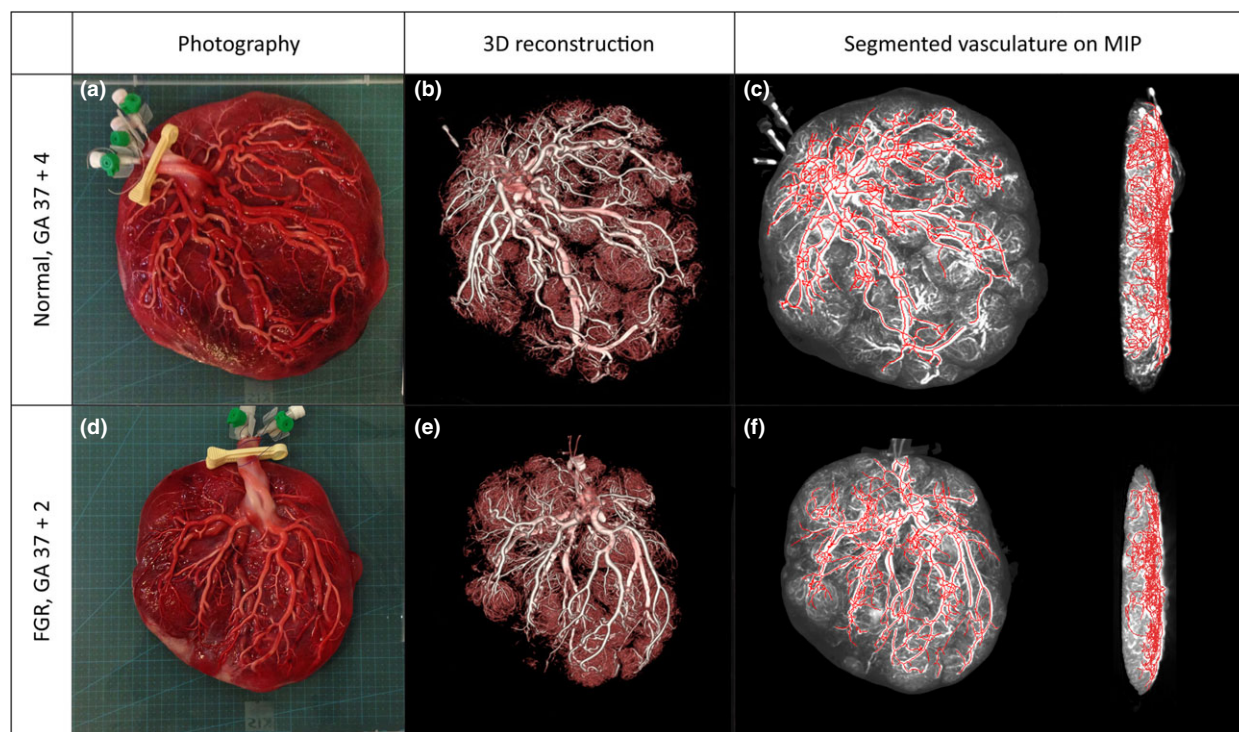 Photography
3D reconstruction
Segmented vasculature on MIP
Normal, GA 37 + 4
(a)
(b)
(c)
FGR, GA 37 + 2
(d)
(e)
(f)